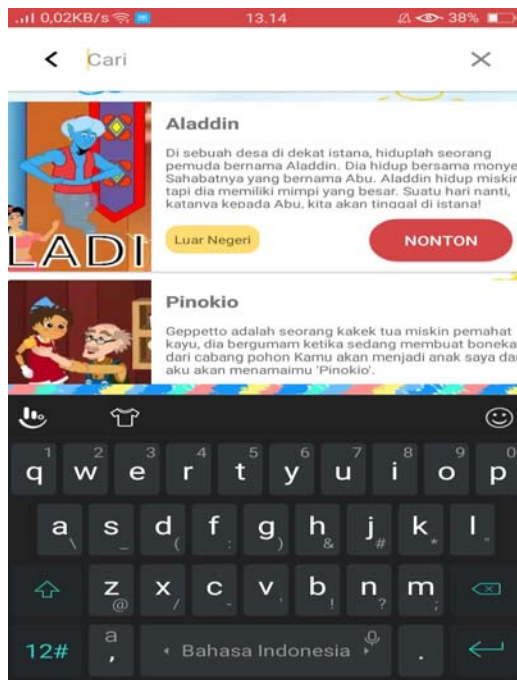 0,02KB/s 13.14 38%
Cari
Aladdin
Di sebuah desa di dekat istana, hiduplah seorang
pemuda bernama Aladdin. Dia hidup bersama monye
Sahabatnya yang bernama Abu. Aladdin hidup miskin
tapi dia memiliki mimpi yang besar. Suatu hari nanti,
katanya kepada Abu, kita akan tinggal di istana!
LADI
Luar Negeri
NONTON
Pinokio
Geppetto adalah seorang kakek tua miskin pemahat
kayu, dia bergumam ketika sedang membuat boneka
dari cabang pohon Kamu akan menjadi anak saya dan
aku akan menamaimu 'Pinokio'.
1 2 3 4 5 6 7 8 9 0
q w e r t y u i o p
a s d f g h j k l
\ _ ( : ) & # * "
z x c v b n m
@ / - ' ! ? ;
12# a , Bahasa Indonesia .